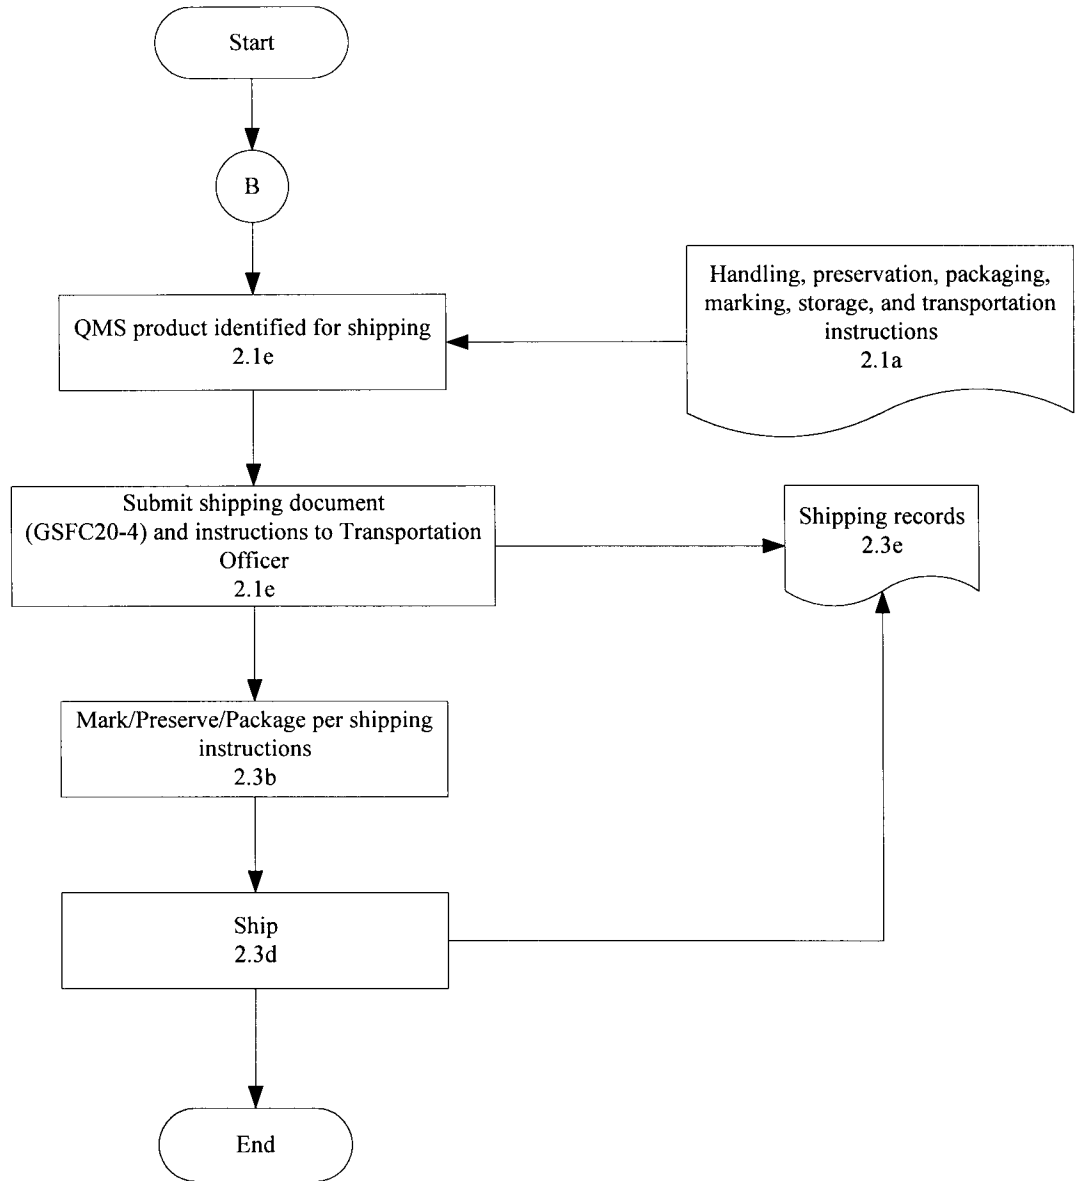 Start
B
QMS product identified for shipping
2.1e
Handling, preservation, packaging,
marking, storage, and transportation
instructions
2.1a
Submit shipping document
(GSFC20-4) and instructions to Transportation
Officer
2.1e
Shipping records
2.3e
Mark/Preserve/Package per shipping
instructions
2.3b
Ship
2.3d
End